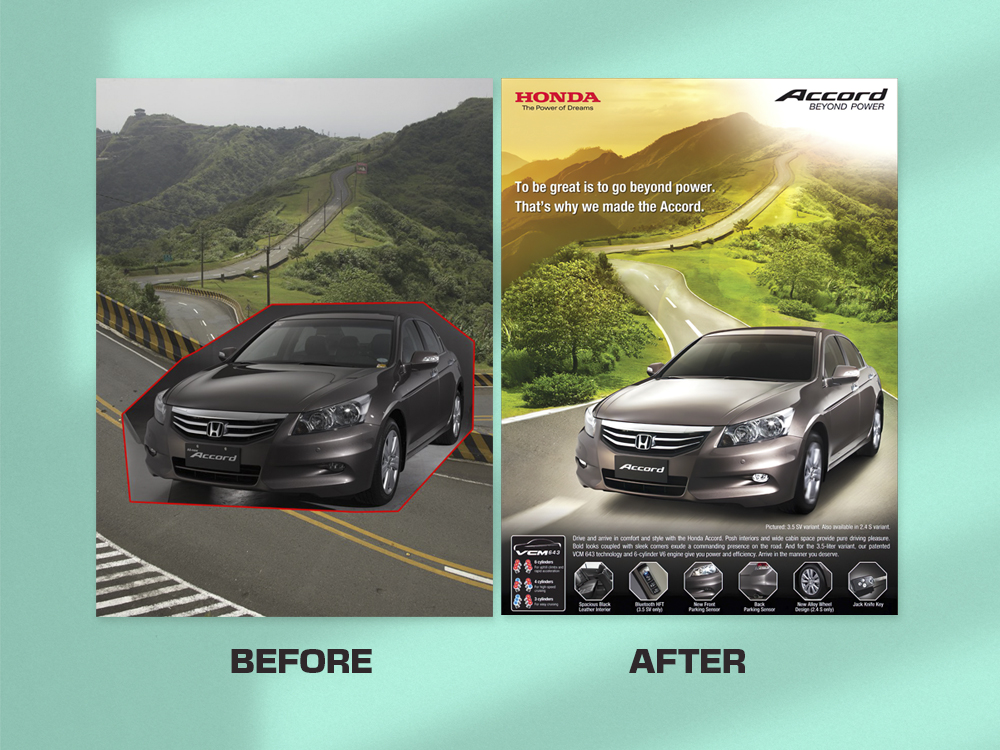 HONDA
The Power of Dreams
Accord
BEYOND POWER
To be great is to go beyond power.
That's why we made the Accord.
Accord
Accord
Pictured: 3.5 SV variant. Also available in 2.4 S variant.
Drive and arrive in comfort and style with the Honda Accord. Posh interiors and wide cabin space provide pure driving pleasure.
Bold looks coupled with sleek corners exude a commanding presence on the road. And for the 3.5-liter variant, our patented
VCM 643 technology and 6-cylinder V6 engine give you power and efficiency. Arrive in the manner you deserve.
VCM643
6 cylinders
4 cylinders
3 cylinders
For easy cruising
Spacious Black
Leather Interior
Bluetooth HFT
(3.5 SV only)
New Front
Parking Sensor
Back
Parking Sensor
New Alloy Wheel
Design (2.4 S only)
Jack Knife Key
BEFORE
AFTER